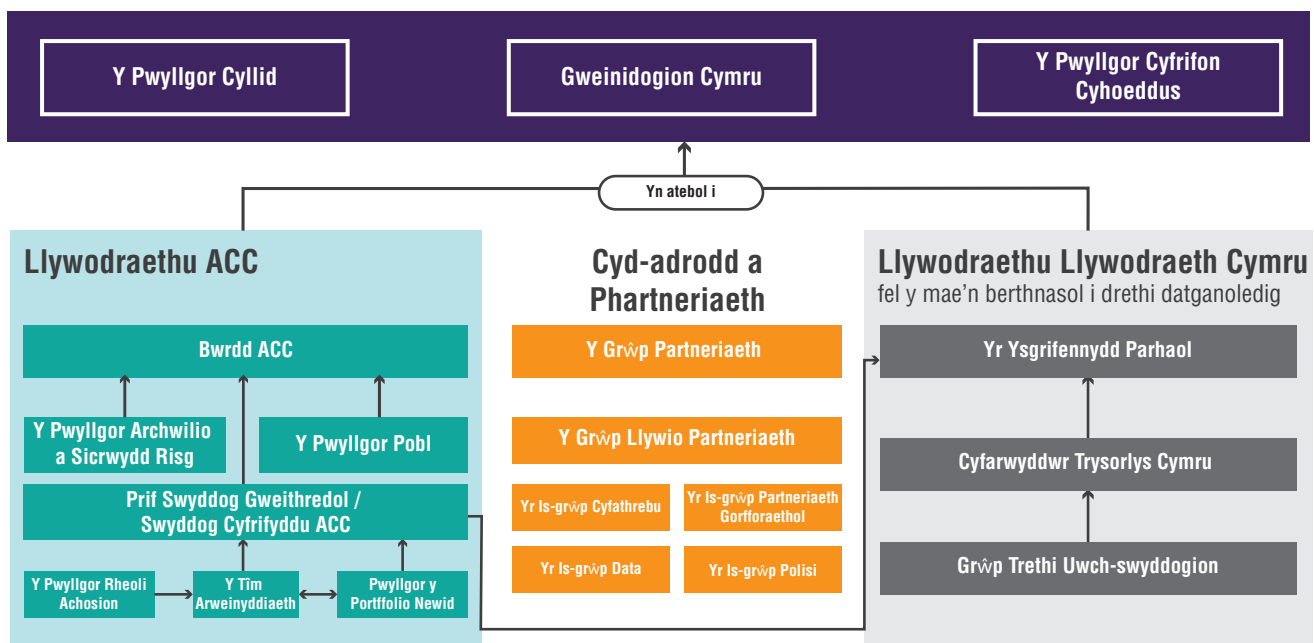 Y Pwyllgor Cyllid
Gweinidogion Cymru
Y Pwyllgor Cyfrifon
Cyhoeddus
Yn atebol i
Llywodraethu ACC
Bwrdd ACC
Y Pwyllgor Archwilio
a Sicrwydd Risg
Y Pwyllgor Pobl
Prif Swyddog Gweithredol /
Swyddog Cyfrifyddu ACC
Y Pwyllgor Rheoli
Achosion
Y Tîm
Arweinyddiaeth
Pwyllgor y
Portffolio Newid
Cyd-adrodd a
Phartneriaeth
Y Grŵp Partneriaeth
Y Grŵp Llywio Partneriaeth
Yr Is-grŵp Cyfathrebu
Yr Is-grŵp Partneriaeth
Gorfforaethol
Yr Is-grŵp Data
Yr Is-grŵp Polisi
Llywodraethu Llywodraeth Cymru
fel y mae'n berthnasol i drethi datganoledig
Yr Ysgrifennydd Parhaol
Cyfarwyddwr Trysorlys Cymru
Grŵp Trethi Uwch-swyddogion